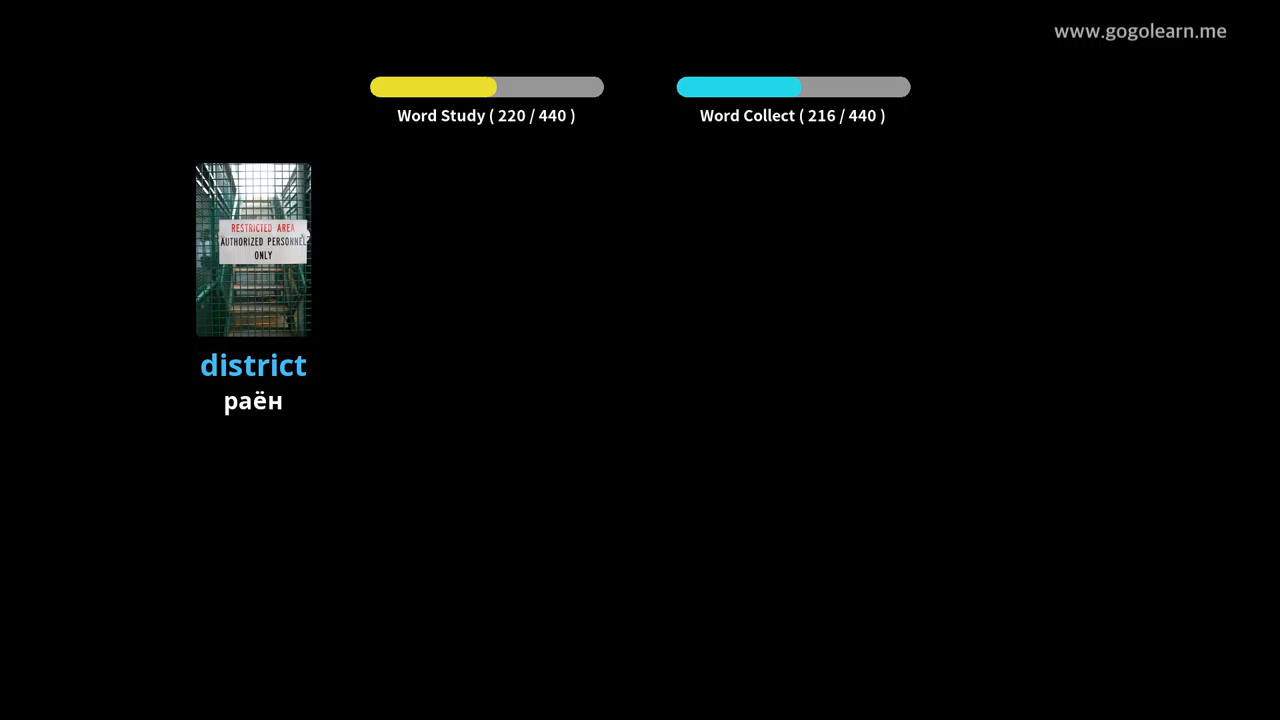 www.gogolearn.me
Word Study ( 220 / 440 )
Word Collect ( 216 / 440 )
RESTRICTED AREA
AUTHORIZED PERSONNEL
ONLY
district
раён